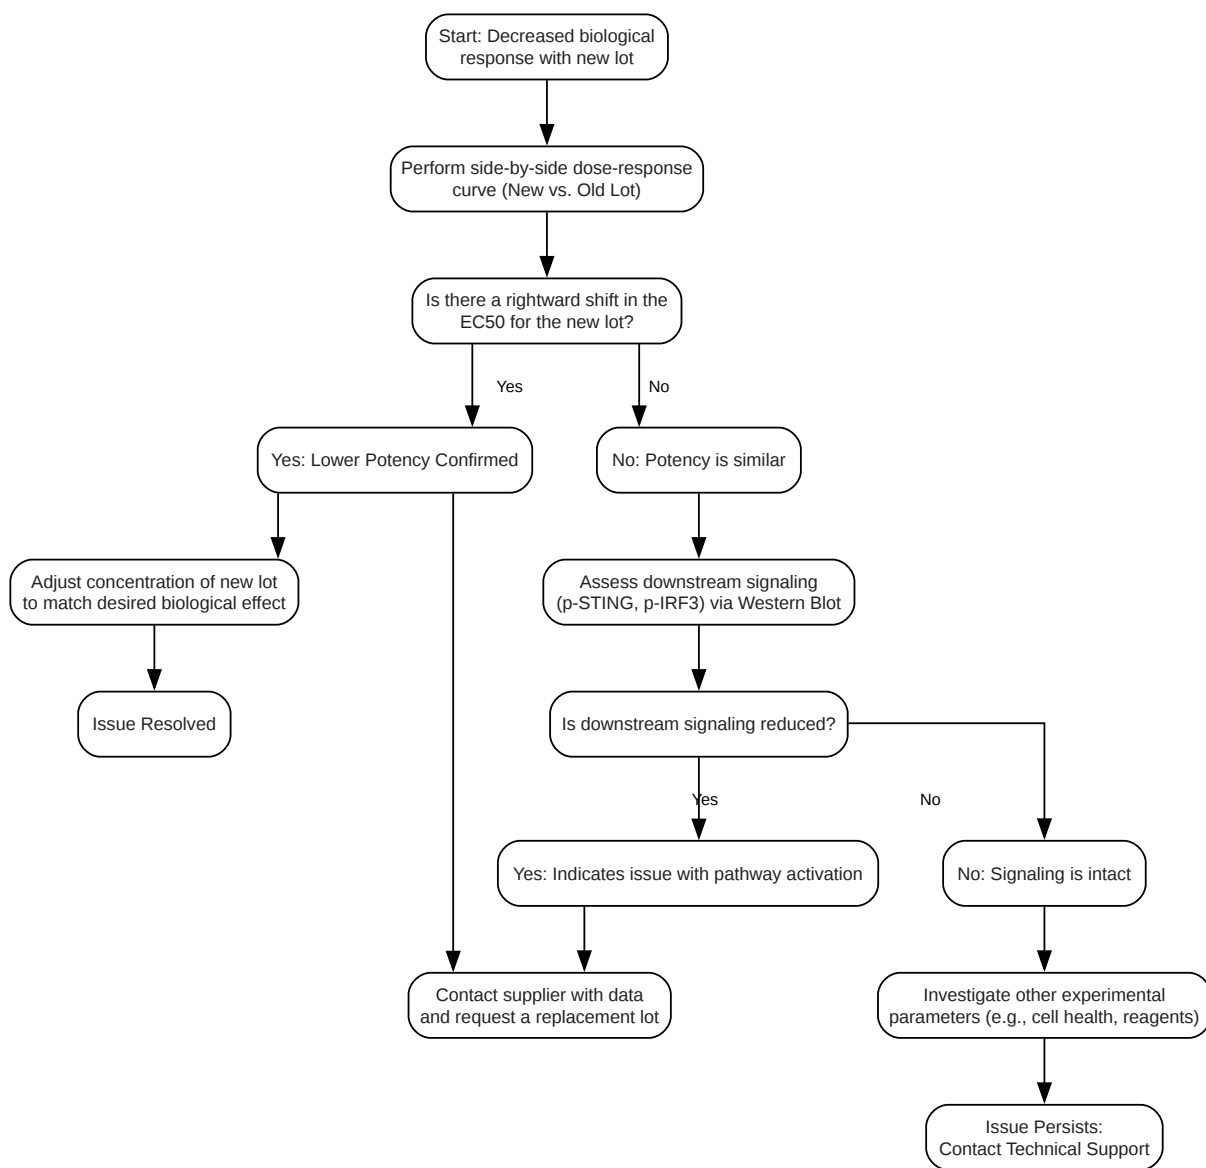 Start: Decreased biological
response with new lot
Perform side-by-side dose-response
curve (New vs. Old Lot)
Is there a rightward shift in the
EC50 for the new lot?
Yes
No
Yes: Lower Potency Confirmed
No: Potency is similar
Adjust concentration of new lot
to match desired biological effect
Assess downstream signaling
(p-STING, p-IRF3) via Western Blot
Issue Resolved
Is downstream signaling reduced?
Yes
No
Yes: Indicates issue with pathway activation
No: Signaling is intact
Contact supplier with data
and request a replacement lot
Investigate other experimental
parameters (e.g., cell health, reagents)
Issue Persists:
Contact Technical Support